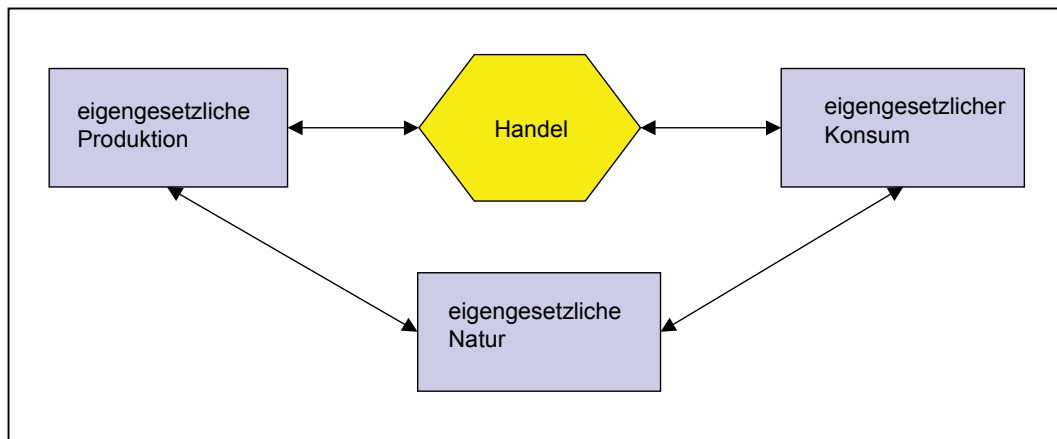 eigengesetzliche
Produktion
Handel
eigengesetzlicher
Konsum
eigengesetzliche
Natur